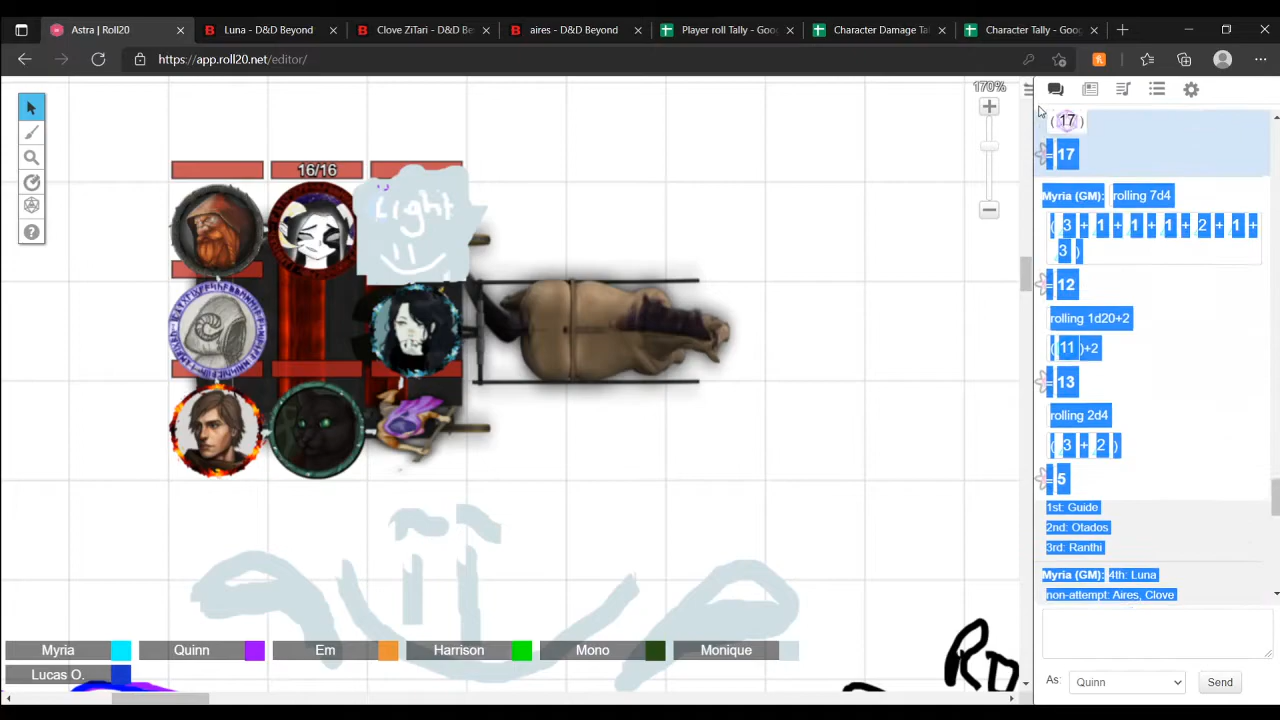 Astra | Roll20
Luna - D&D Beyond
Clove ZiTari - D&D Be
aires - D&D Beyond
Player roll Tally - Goo
Character Damage Ta
Character Tally - Goog
https://app.roll20.net/editor/
170%
16/16
Light
(17)
= 17
Myria (GM): rolling 7d4
(3 + 1 + 1 + 1 + 2 + 1 +
3)
= 12
rolling 1d20+2
(11)+2
= 13
rolling 2d4
(3 + 2)
= 5
1st: Guide
2nd: Otados
3rd: Ranthi
Myria (GM): 4th: Luna
non-attempt: Aires, Clove
Myria
Quinn
Em
Harrison
Mono
Monique
Lucas O.
As: Quinn
Send